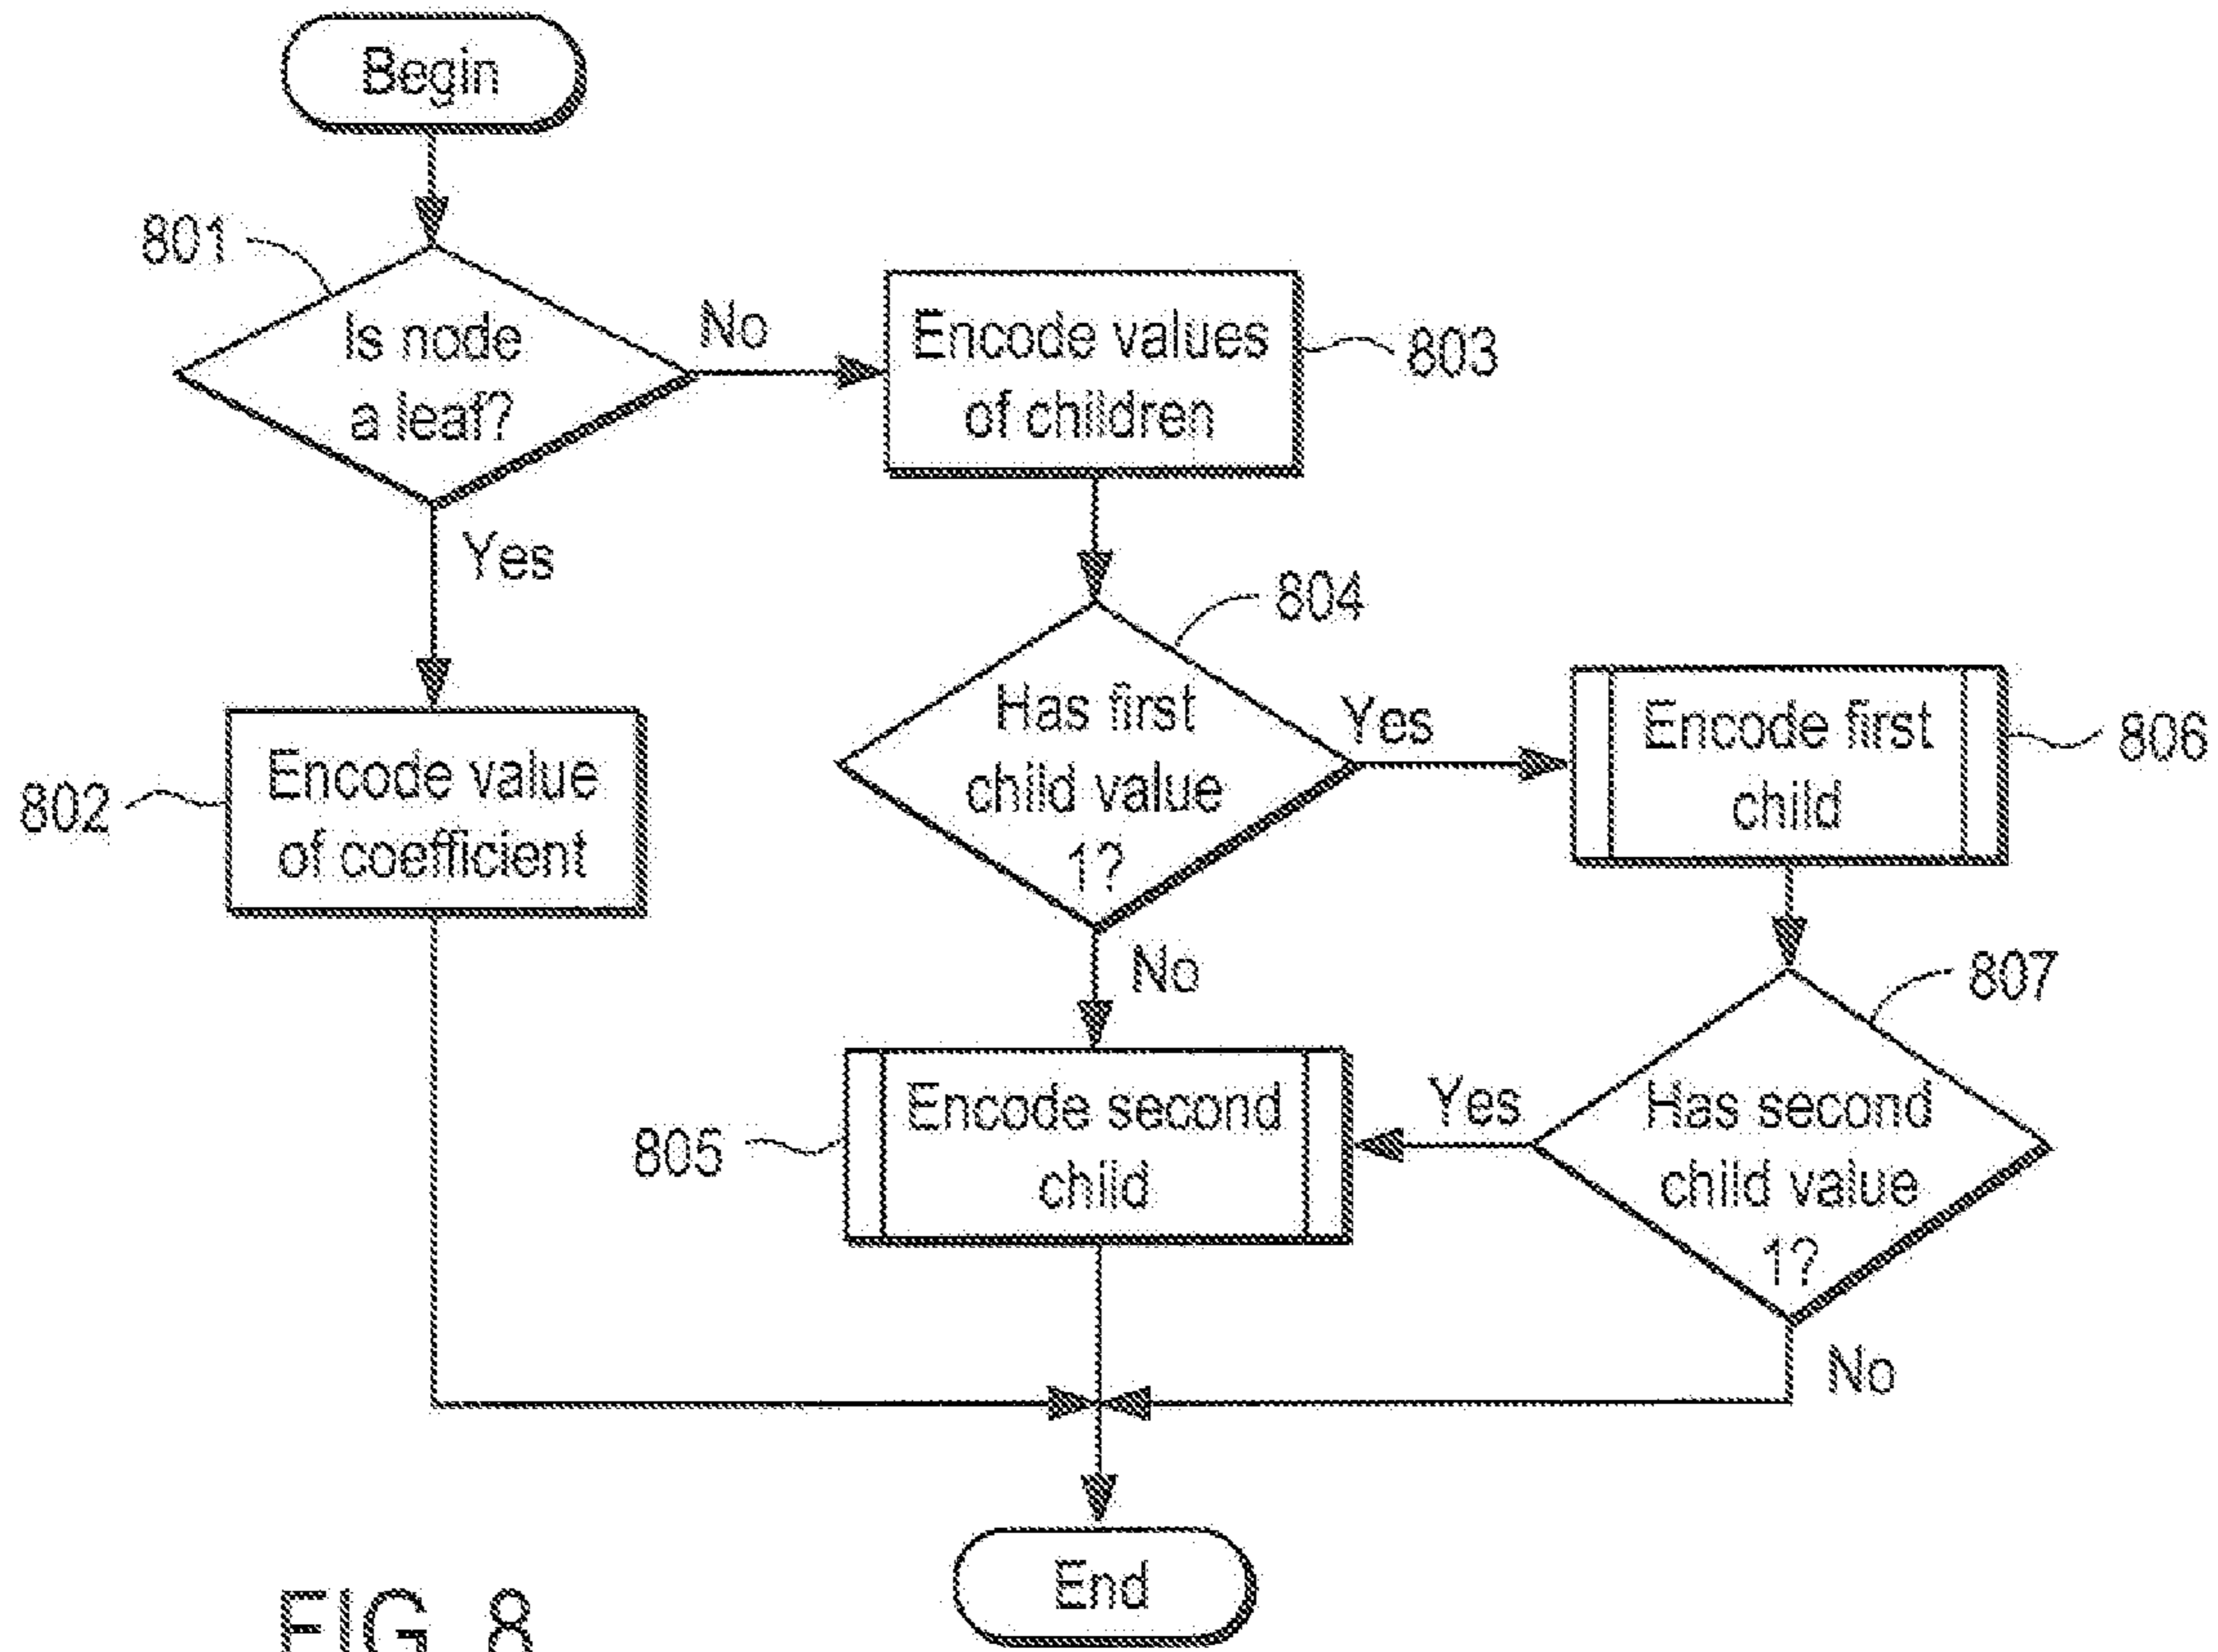 Begin
801
Is node
a leaf?
No
Encode values
of children
803
Yes
804
Has first
child value
1?
Yes
Encode first
child
806
802
Encode value
of coefficient
No
807
805
Encode second
child
Yes
Has second
child value
1?
No
End
FIG. 8